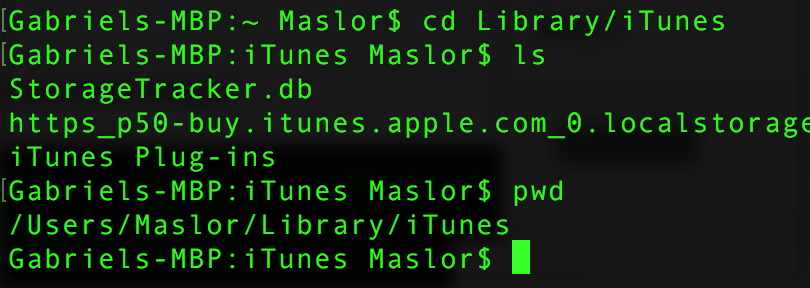 [Gabriels-MBP:~ Maslor$ cd Library/iTunes
[Gabriels-MBP:iTunes Maslor$ ls
StorageTracker.db
https_p50-buy.itunes.apple.com_0.localstorage
iTunes Plug-ins
[Gabriels-MBP:iTunes Maslor$ pwd
/Users/Maslor/Library/iTunes
Gabriels-MBP:iTunes Maslor$